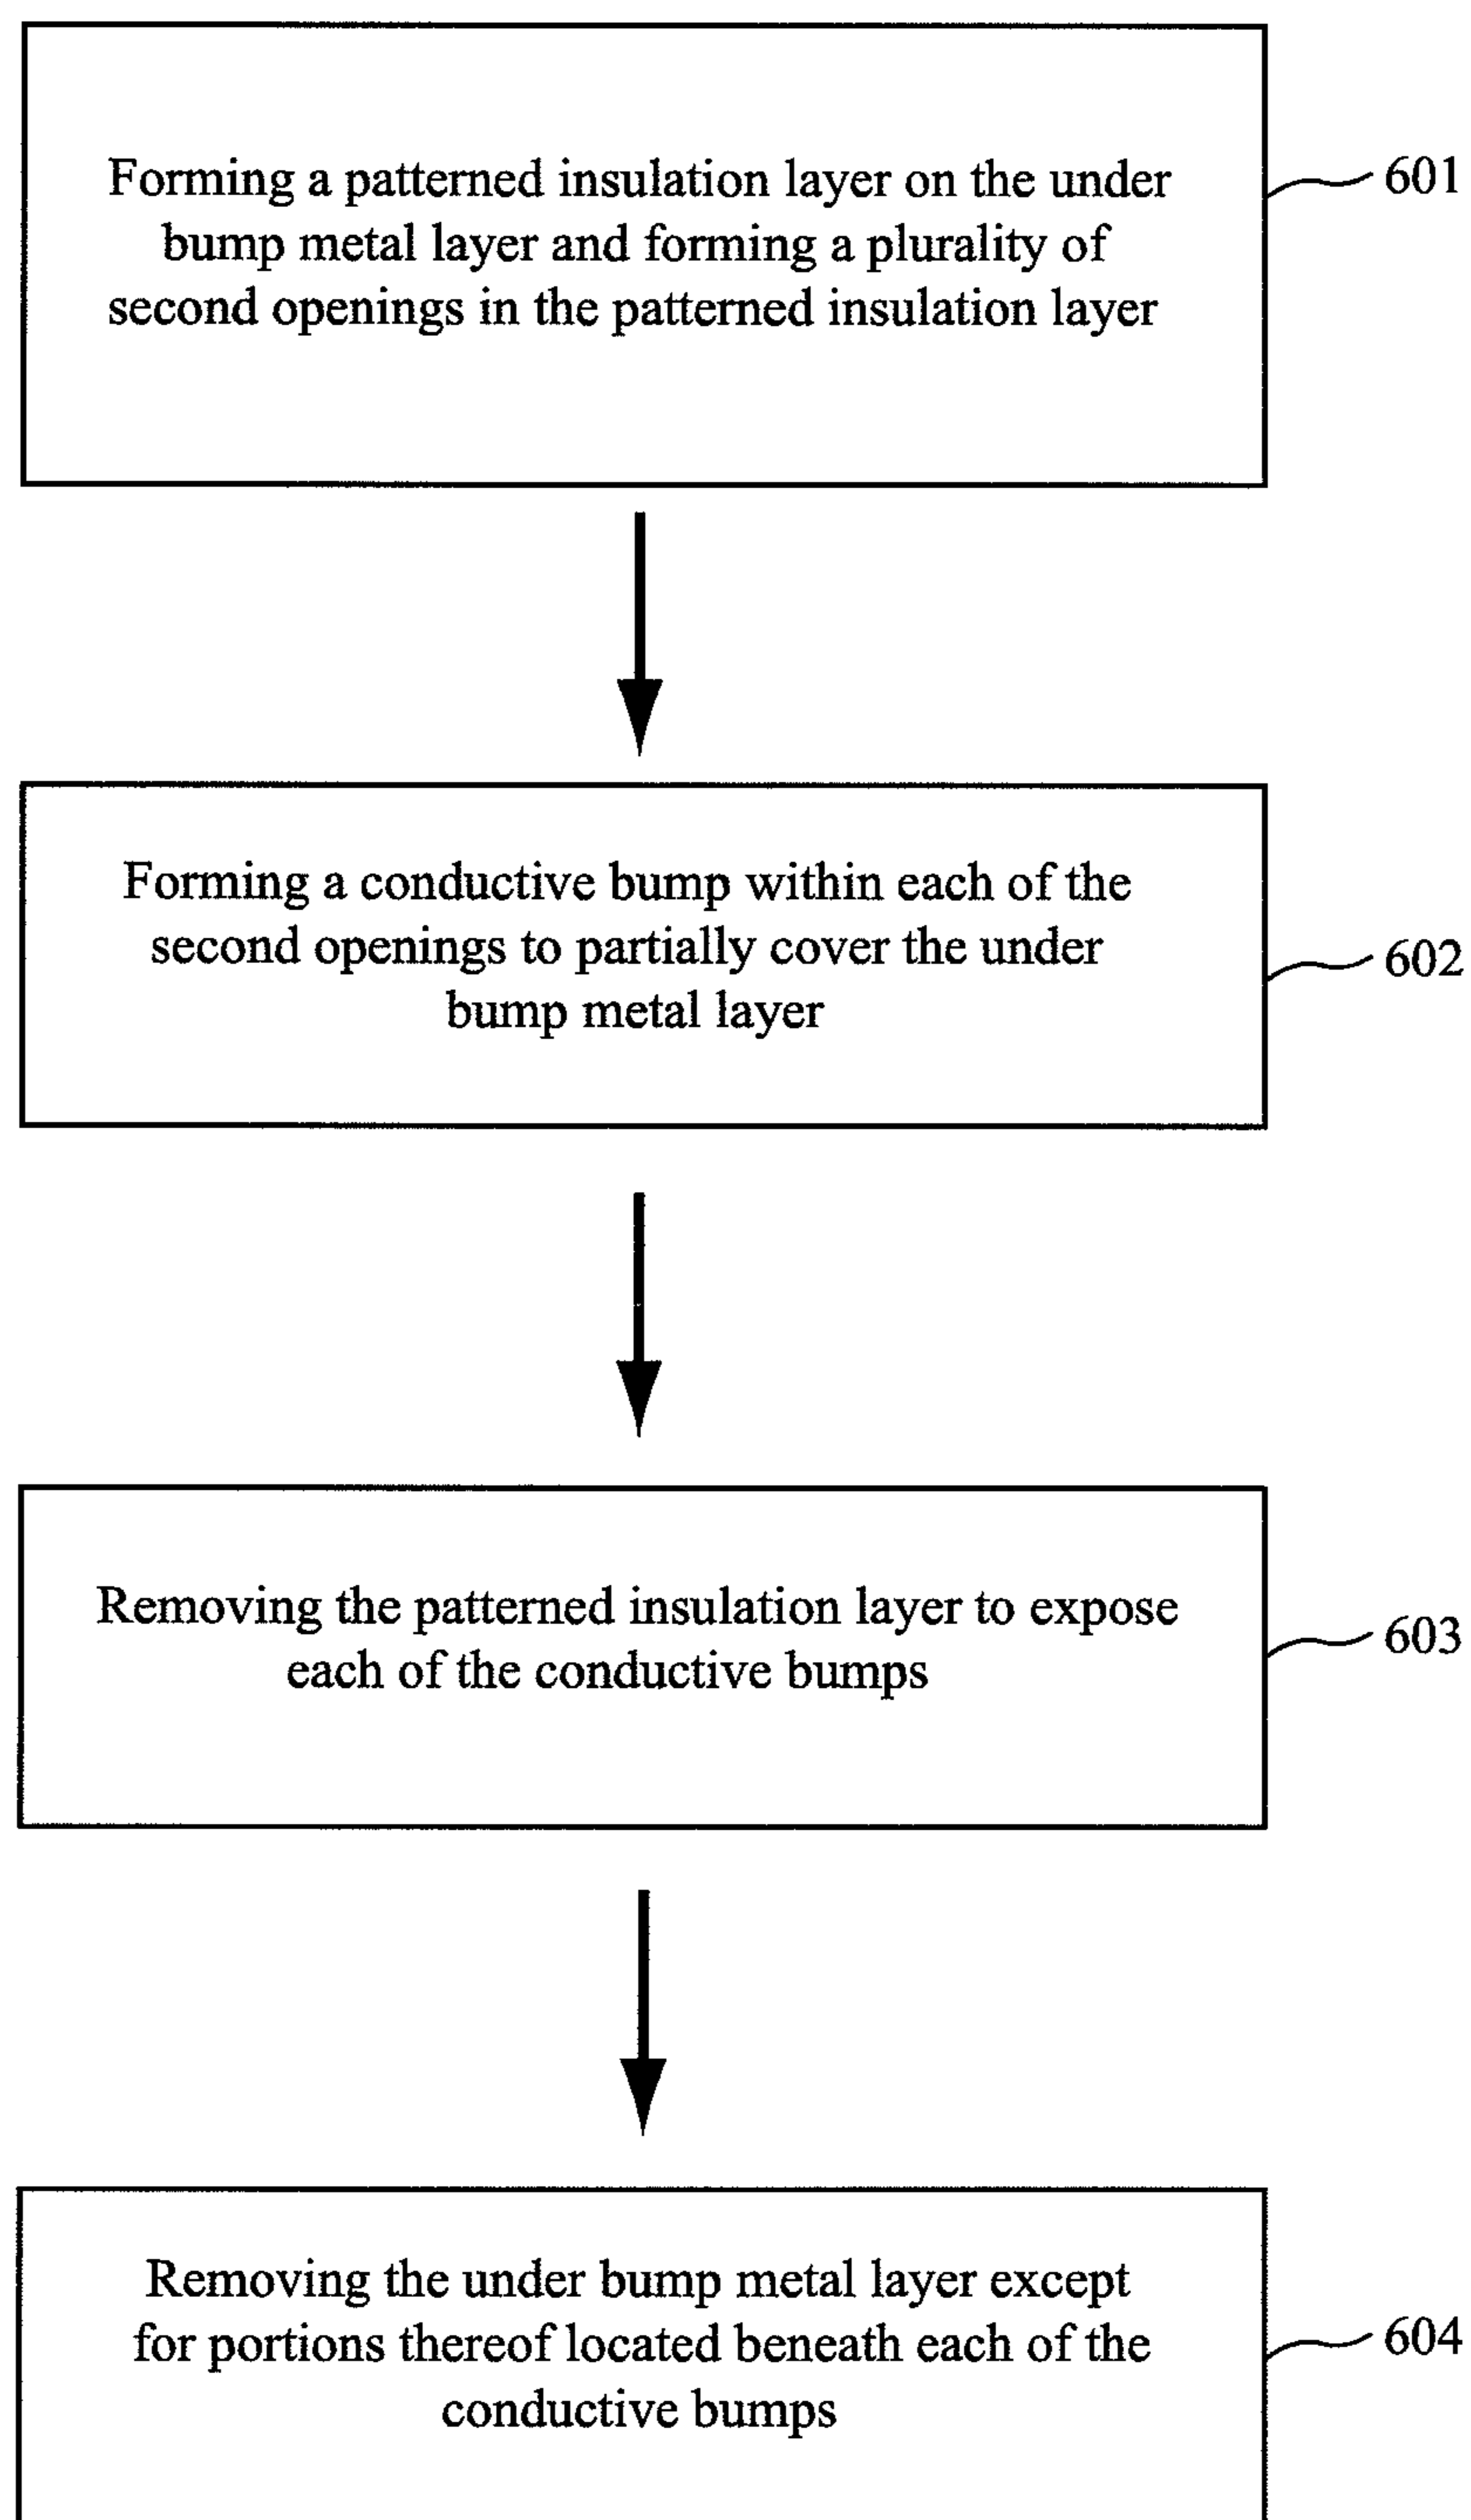 Forming a patterned insulation layer on the under
bump metal layer and forming a plurality of
second openings in the patterned insulation layer
601
Forming a conductive bump within each of the
second openings to partially cover the under
bump metal layer
602
Removing the patterned insulation layer to expose
each of the conductive bumps
603
Removing the under bump metal layer except
for portions thereof located beneath each of the
conductive bumps
604